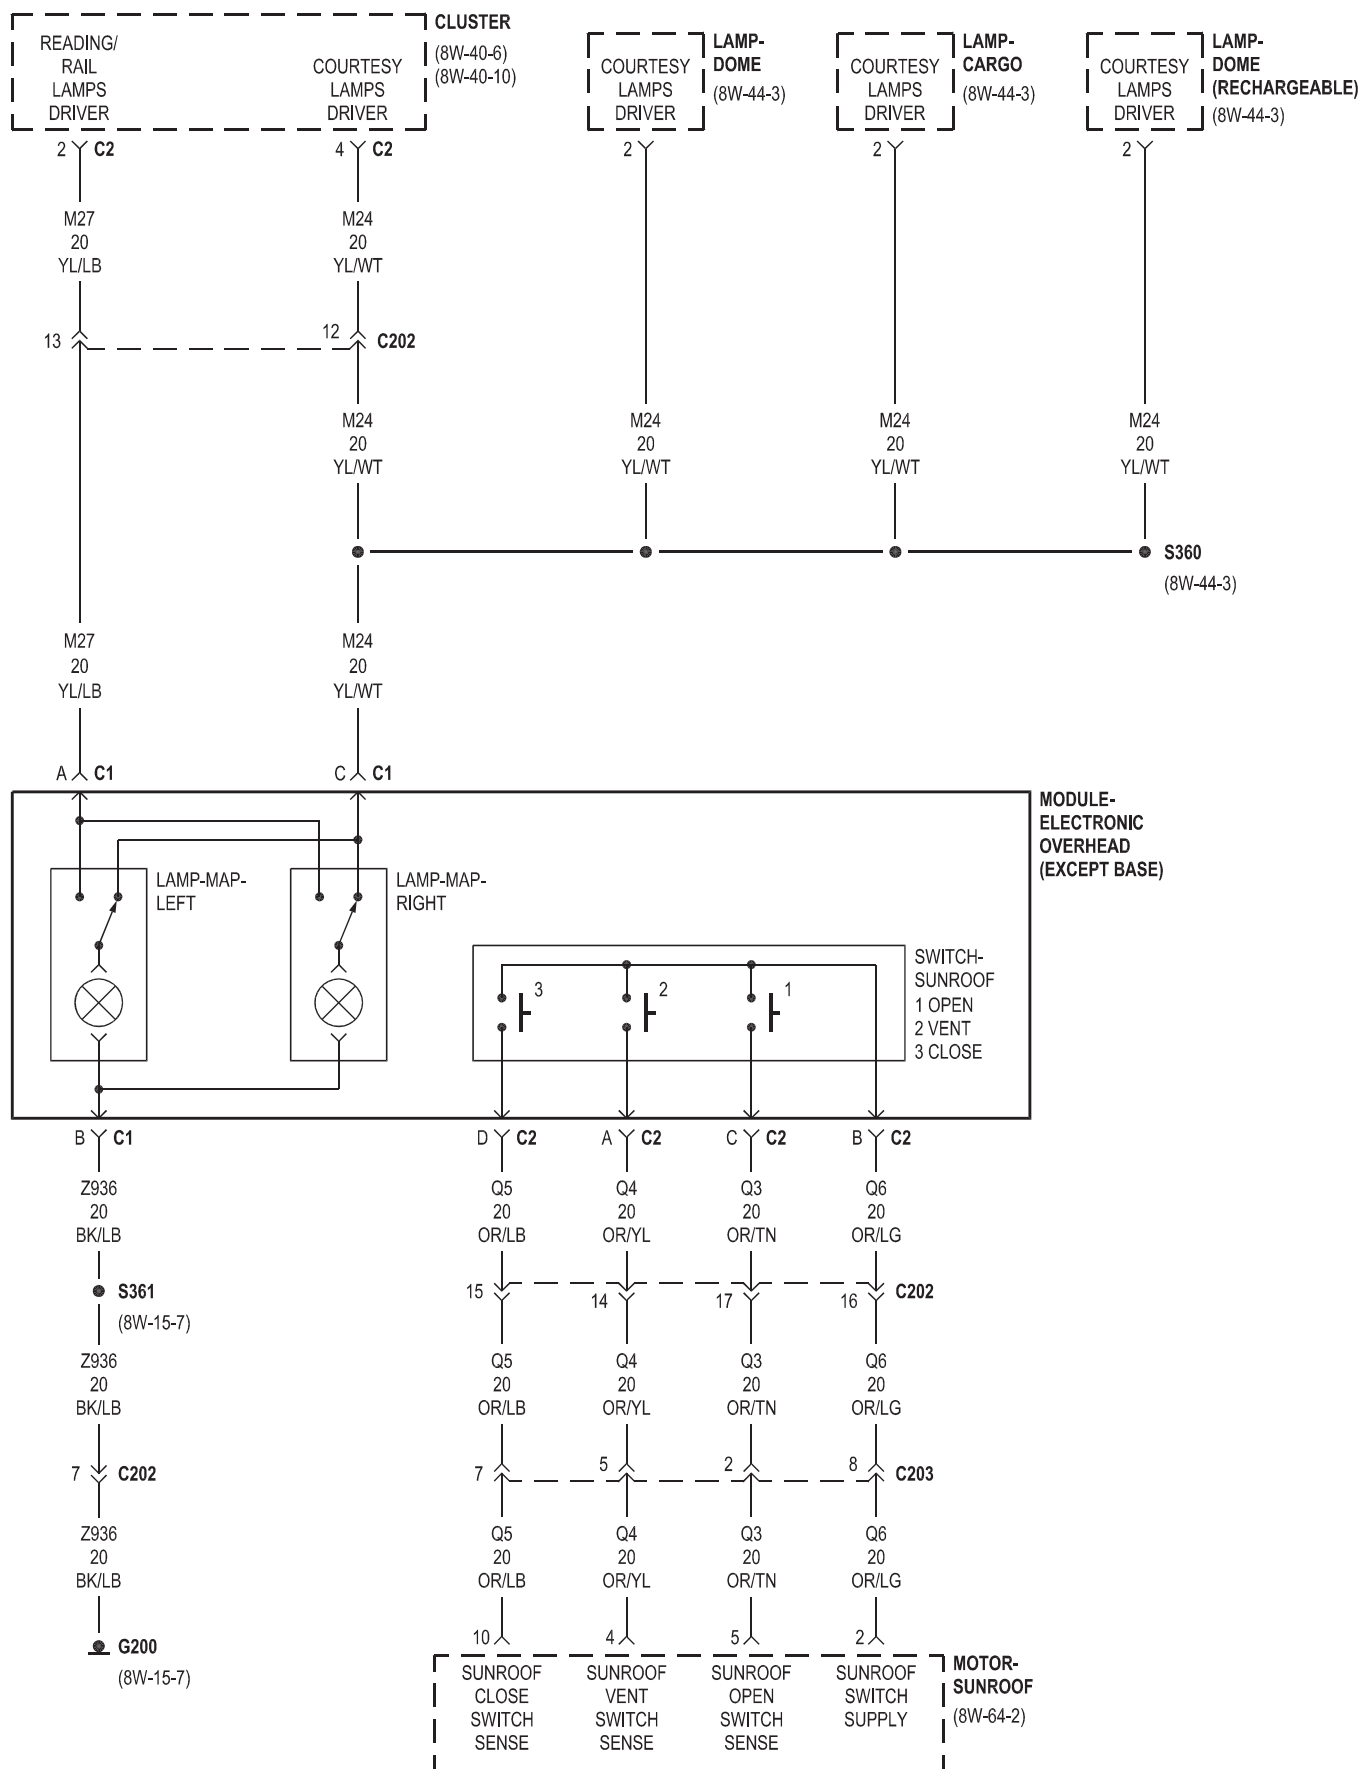 CLUSTER
(8W-40-6)
(8W-40-10)
READING/
RAIL
LAMPS
DRIVER
COURTESY
LAMPS
DRIVER
LAMP-
DOME
(8W-44-3)
COURTESY
LAMPS
DRIVER
LAMP-
CARGO
(8W-44-3)
COURTESY
LAMPS
DRIVER
LAMP-
DOME
(RECHARGEABLE)
(8W-44-3)
COURTESY
LAMPS
DRIVER
2 C2
4 C2
2
2
2
M27
20
YL/LB
M24
20
YL/WT
13
12
C202
M24
20
YL/WT
M24
20
YL/WT
M24
20
YL/WT
M24
20
YL/WT
S360
(8W-44-3)
M27
20
YL/LB
M24
20
YL/WT
A C1
C C1
MODULE-
ELECTRONIC
OVERHEAD
(EXCEPT BASE)
LAMP-MAP-
LEFT
LAMP-MAP-
RIGHT
SWITCH-
SUNROOF
1 OPEN
2 VENT
3 CLOSE
3
2
1
B C1
D C2
A C2
C C2
B C2
Z936
20
BK/LB
Q5
20
OR/LB
Q4
20
OR/YL
Q3
20
OR/TN
Q6
20
OR/LG
S361
(8W-15-7)
15
14
17
16
C202
Z936
20
BK/LB
Q5
20
OR/LB
Q4
20
OR/YL
Q3
20
OR/TN
Q6
20
OR/LG
7 C202
7
5
2
8
C203
Z936
20
BK/LB
Q5
20
OR/LB
Q4
20
OR/YL
Q3
20
OR/TN
Q6
20
OR/LG
G200
(8W-15-7)
10
4
5
2
MOTOR-
SUNROOF
(8W-64-2)
SUNROOF
CLOSE
SWITCH
SENSE
SUNROOF
VENT
SWITCH
SENSE
SUNROOF
OPEN
SWITCH
SENSE
SUNROOF
SWITCH
SUPPLY